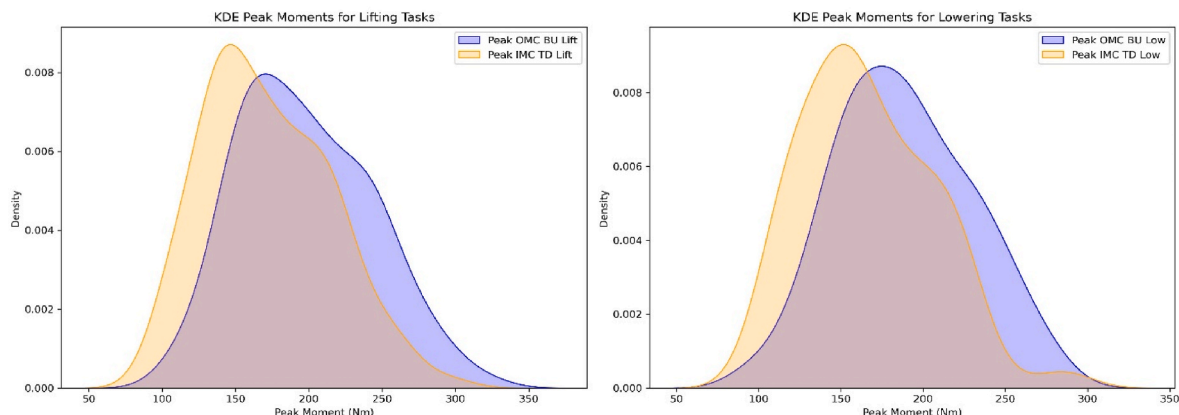 KDE Peak Moments for Lifting Tasks
Peak OMC BU Lift
Peak IMC TD Lift
Density
0.008
0.006
0.004
0.002
0.000
50 100 150 200 250 300 350
Peak Moment (Nm)
KDE Peak Moments for Lowering Tasks
Peak OMC BU Low
Peak IMC TD Low
Density
0.008
0.006
0.004
0.002
0.000
50 100 150 200 250 300 350
Peak Moment (Nm)